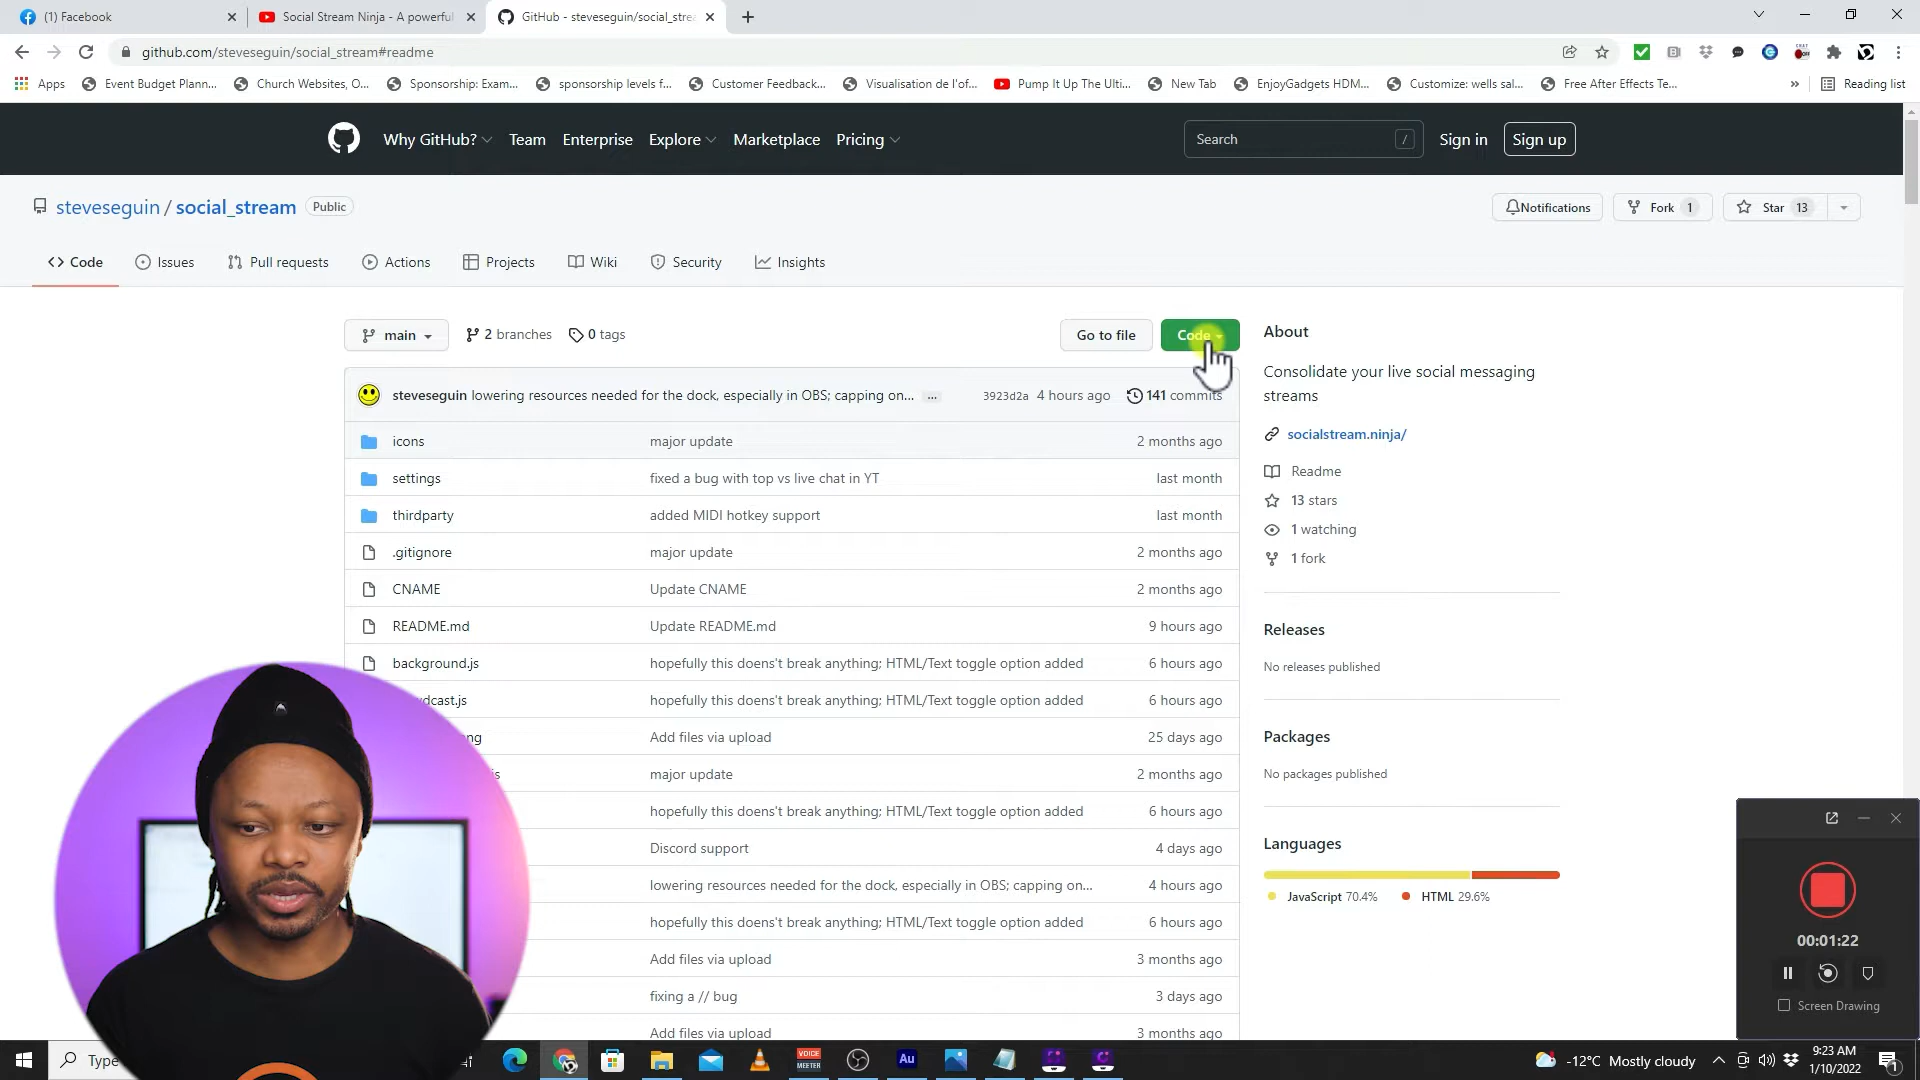 (1) Facebook
Social Stream Ninja - A powerful
GitHub - steveseguin/social_stre
github.com/steveseguin/social_stream#readme
Apps
Event Budget Plann...
Church Websites, O...
Sponsorship: Exam...
sponsorship levels f...
Customer Feedback...
Visualisation de l'of...
Pump It Up The Ulti...
New Tab
EnjoyGadgets HDM...
Customize: wells sal...
Free After Effects Te...
Reading list
Why GitHub?
Team
Enterprise
Explore
Marketplace
Pricing
Search
/
Sign in
Sign up
steveseguin / social_stream
Public
Notifications
Fork 1
Star 13
Code
Issues
Pull requests
Actions
Projects
Wiki
Security
Insights
main
2 branches
0 tags
Go to file
Code
steveseguin lowering resources needed for the dock, especially in OBS; capping on... ...
3923d2a 4 hours ago
141 commits
icons major update 2 months ago
settings fixed a bug with top vs live chat in YT last month
thirdparty added MIDI hotkey support last month
.gitignore major update 2 months ago
CNAME Update CNAME 2 months ago
README.md Update README.md 9 hours ago
background.js hopefully this doens't break anything; HTML/Text toggle option added 6 hours ago
dcast.js hopefully this doens't break anything; HTML/Text toggle option added 6 hours ago
ng Add files via upload 25 days ago
js major update 2 months ago
hopefully this doens't break anything; HTML/Text toggle option added 6 hours ago
Discord support 4 days ago
lowering resources needed for the dock, especially in OBS; capping on... 4 hours ago
hopefully this doens't break anything; HTML/Text toggle option added 6 hours ago
Add files via upload 3 months ago
fixing a // bug 3 days ago
Add files via upload 3 months ago
About
Consolidate your live social messaging
streams
socialstream.ninja/
Readme
13 stars
1 watching
1 fork
Releases
No releases published
Packages
No packages published
Languages
JavaScript 70.4%
HTML 29.6%
00:01:22
Screen Drawing
Type
VOICE
MEETER
Au
-12°C Mostly cloudy
9:23 AM
1/10/2022
1